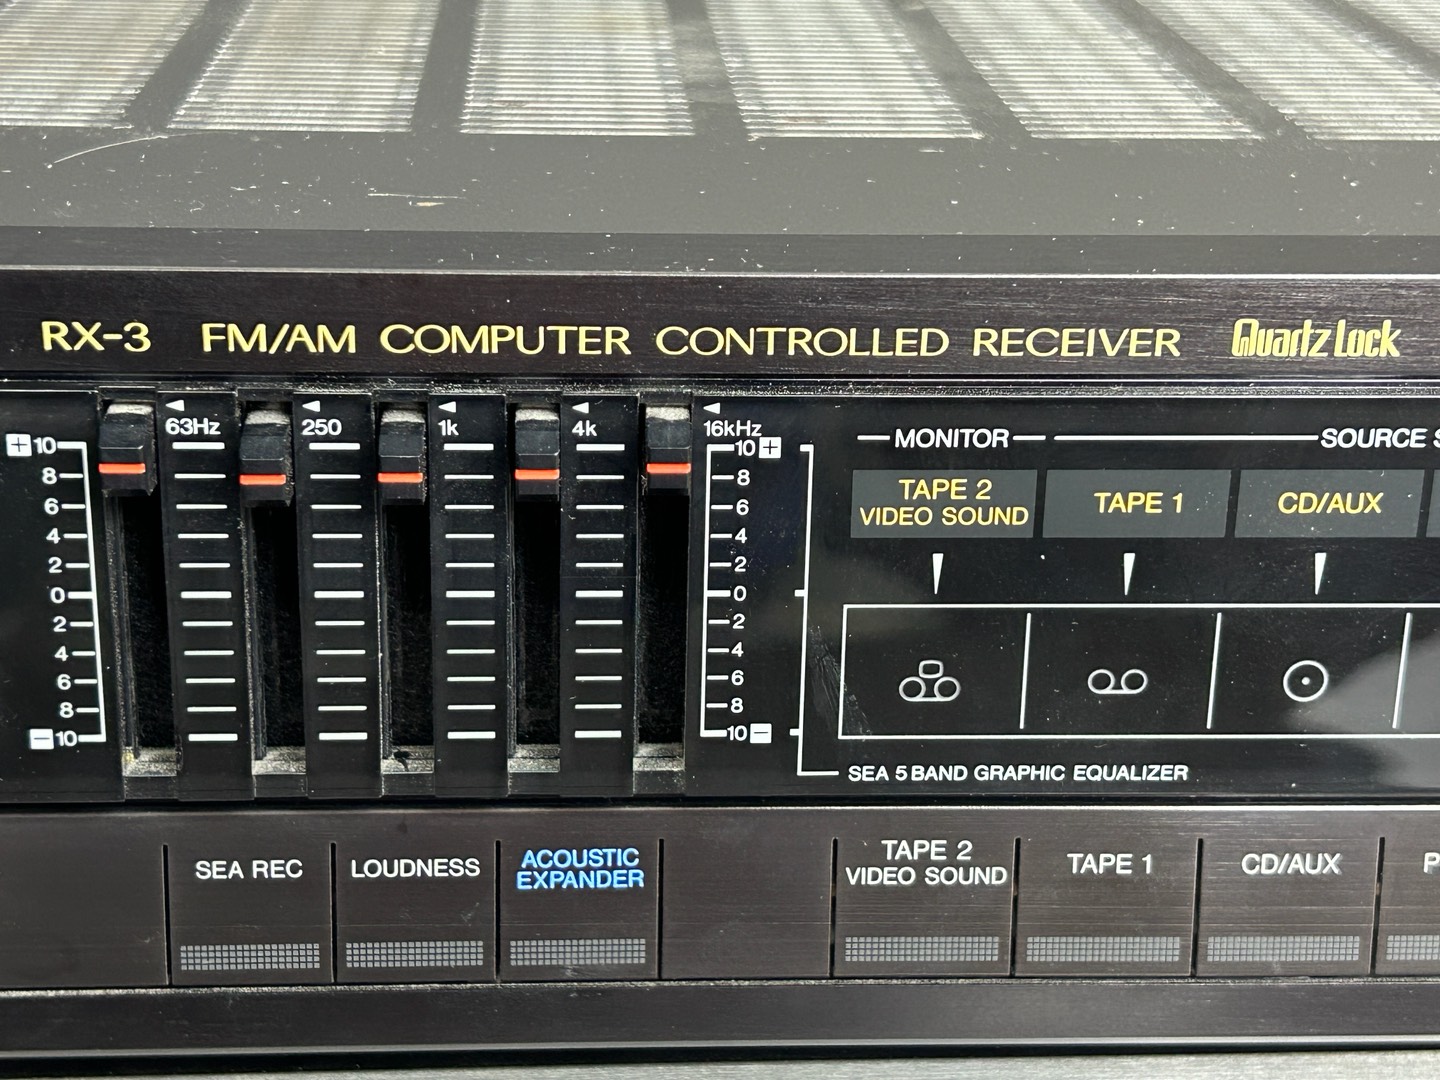 RX-3 FM/AM COMPUTER CONTROLLED RECEIVER Quartz Lock
63Hz 250 1k 4k 16kHz
+ 10
8
6
4
2
0
2
4
6
8
− 10
10 +
8
6
4
2
0
2
4
6
8
10 −
MONITOR SOURCE S
TAPE 2
VIDEO SOUND
TAPE 1
CD/AUX
SEA 5 BAND GRAPHIC EQUALIZER
SEA REC
LOUDNESS
ACOUSTIC
EXPANDER
TAPE 2
VIDEO SOUND
TAPE 1
CD/AUX
P